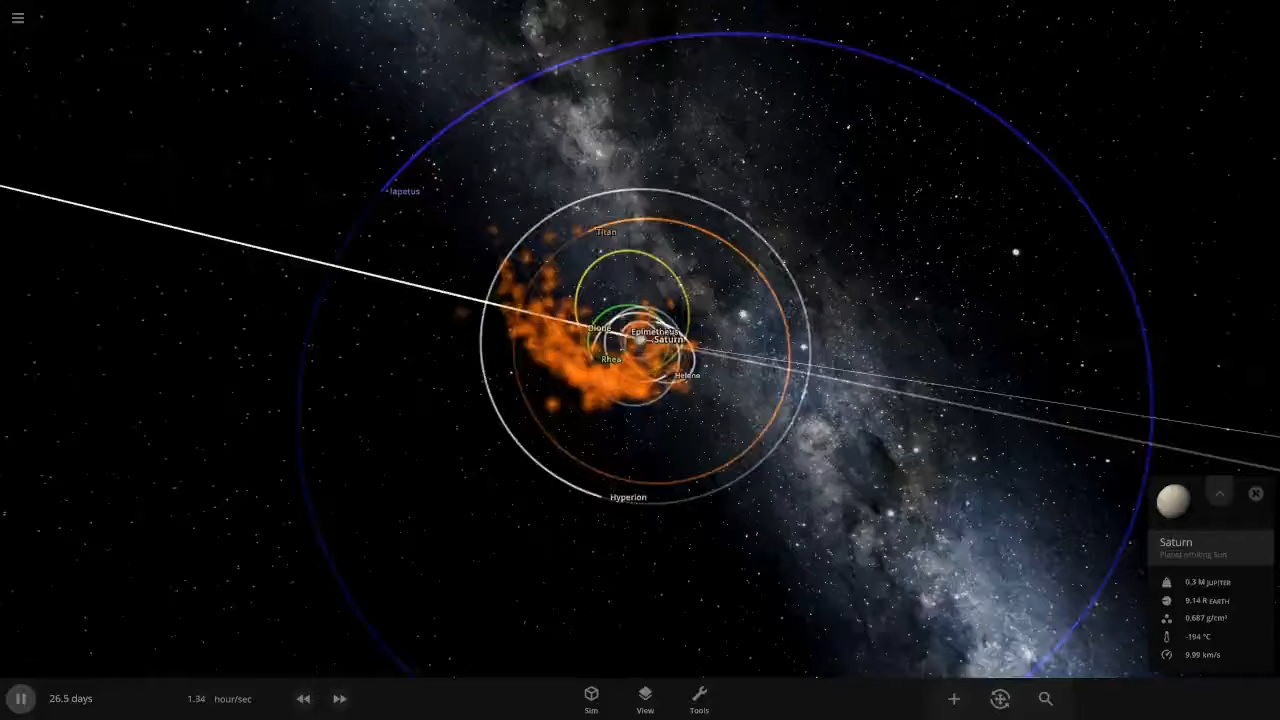 Iapetus
Titan
Dione
Epimetheus
Saturn
Rhea
Helene
Hyperion
Saturn
Planet orbiting Sun
0.3 M JUPITER
9.14 R EARTH
0.687 g/cm³
-194 °C
9.99 km/s
26.5 days
1.34 hour/sec
Sim
View
Tools